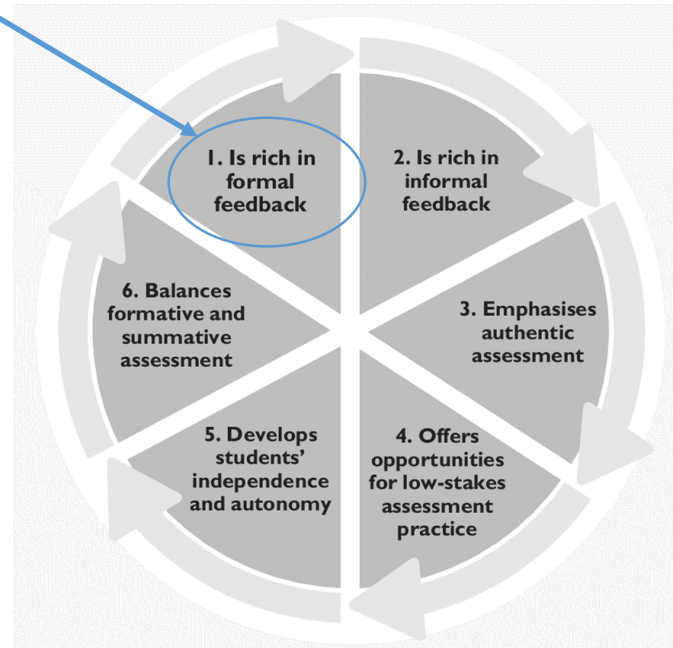 1. Is rich in
formal
feedback
2. Is rich in
informal
feedback
3. Emphasises
authentic
assessment
4. Offers
opportunities
for low-stakes
assessment
practice
5. Develops
students’
independence
and autonomy
6. Balances
formative and
summative
assessment